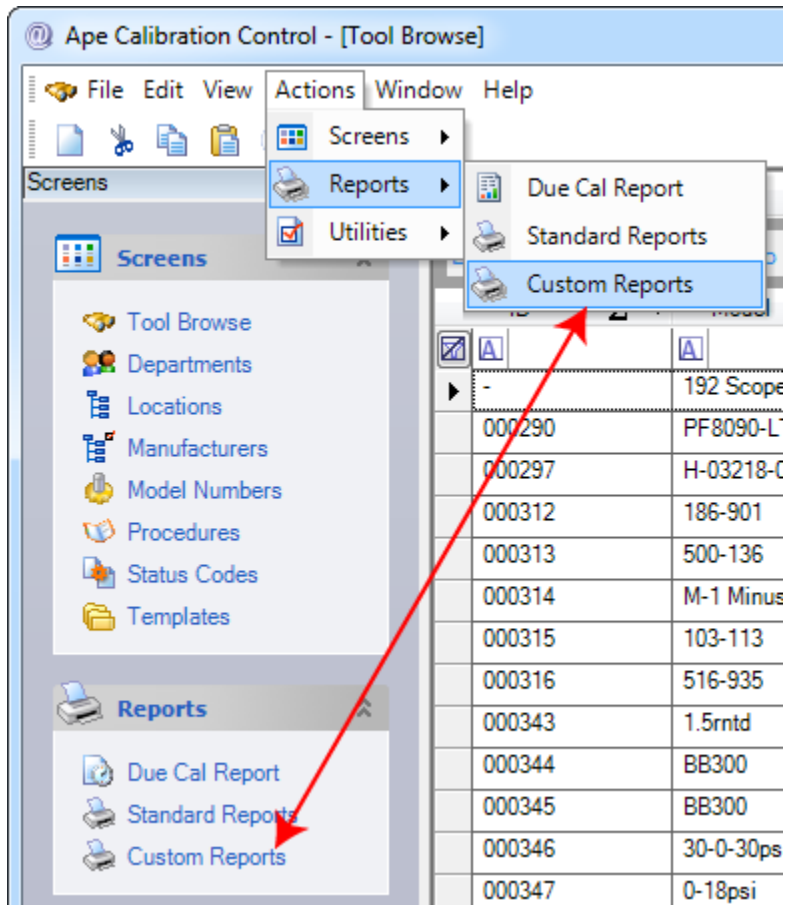 Ape Calibration Control - [Tool Browse]
File Edit View Actions Window Help
Screens
Reports
Utilities
Due Cal Report
Standard Reports
Custom Reports
Screens
Screens
Tool Browse
Departments
Locations
Manufacturers
Model Numbers
Procedures
Status Codes
Templates
Reports
Due Cal Report
Standard Reports
Custom Reports
ID Model
- 192 Scope
000290 PF8090-LT
000297 H-03218-0
000312 186-901
000313 500-136
000314 M-1 Minus
000315 103-113
000316 516-935
000343 1.5rntd
000344 BB300
000345 BB300
000346 30-0-30ps
000347 0-18psi